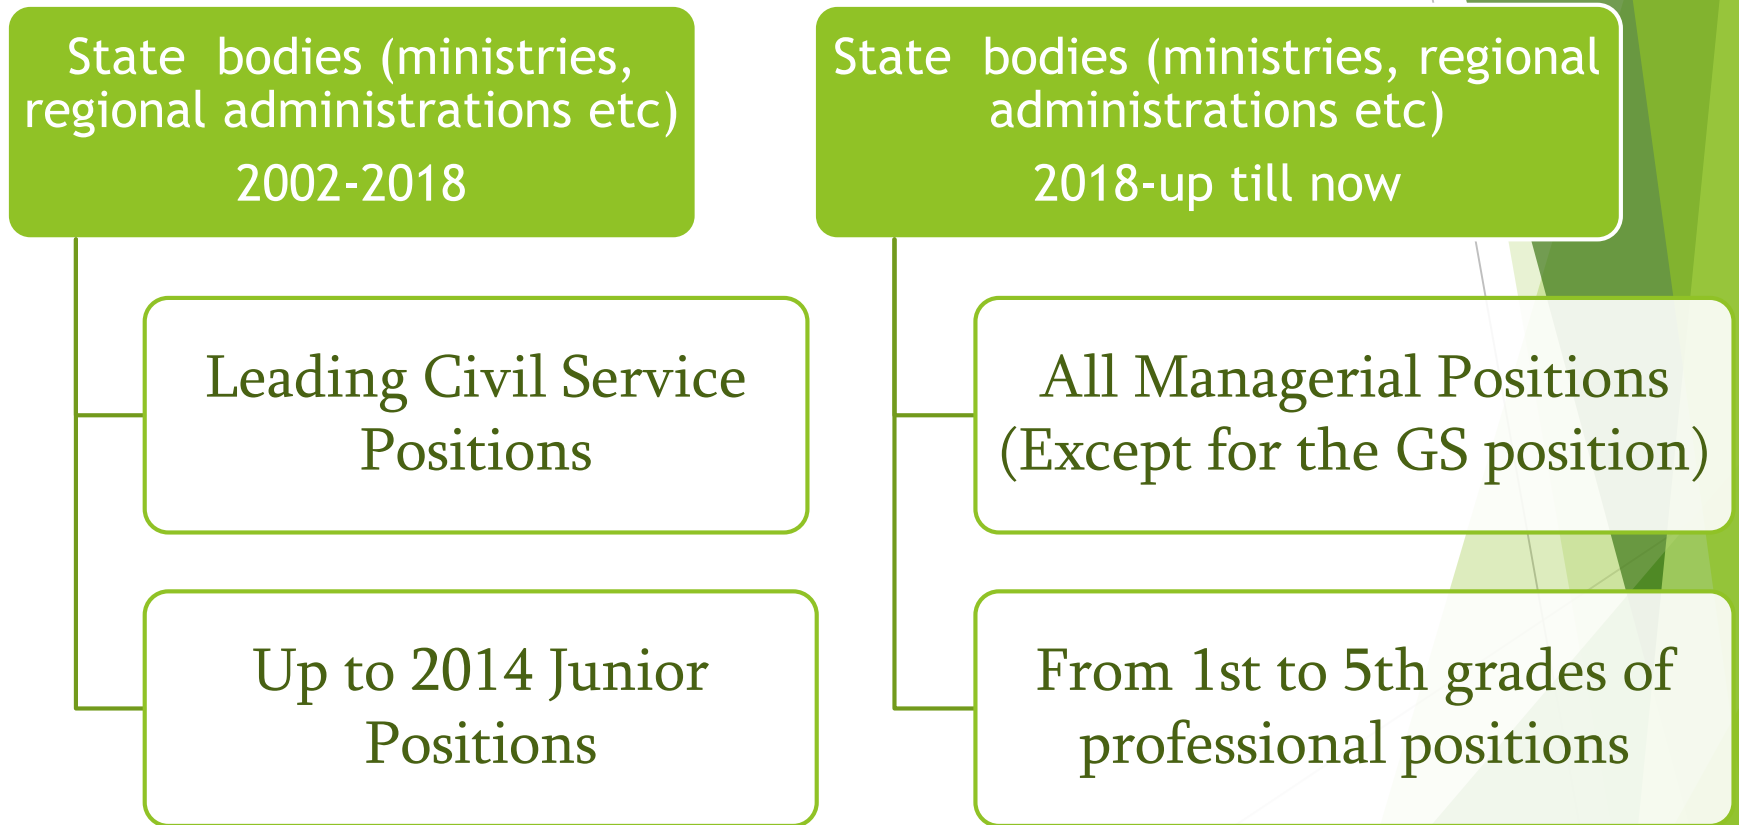 State  bodies (ministries,
regional administrations etc)
2002-2018
Leading Civil Service
Positions
Up to 2014 Junior
Positions
State  bodies (ministries, regional
administrations etc)
2018-up till now
All Managerial Positions
(Except for the GS position)
From 1st to 5th grades of
professional positions